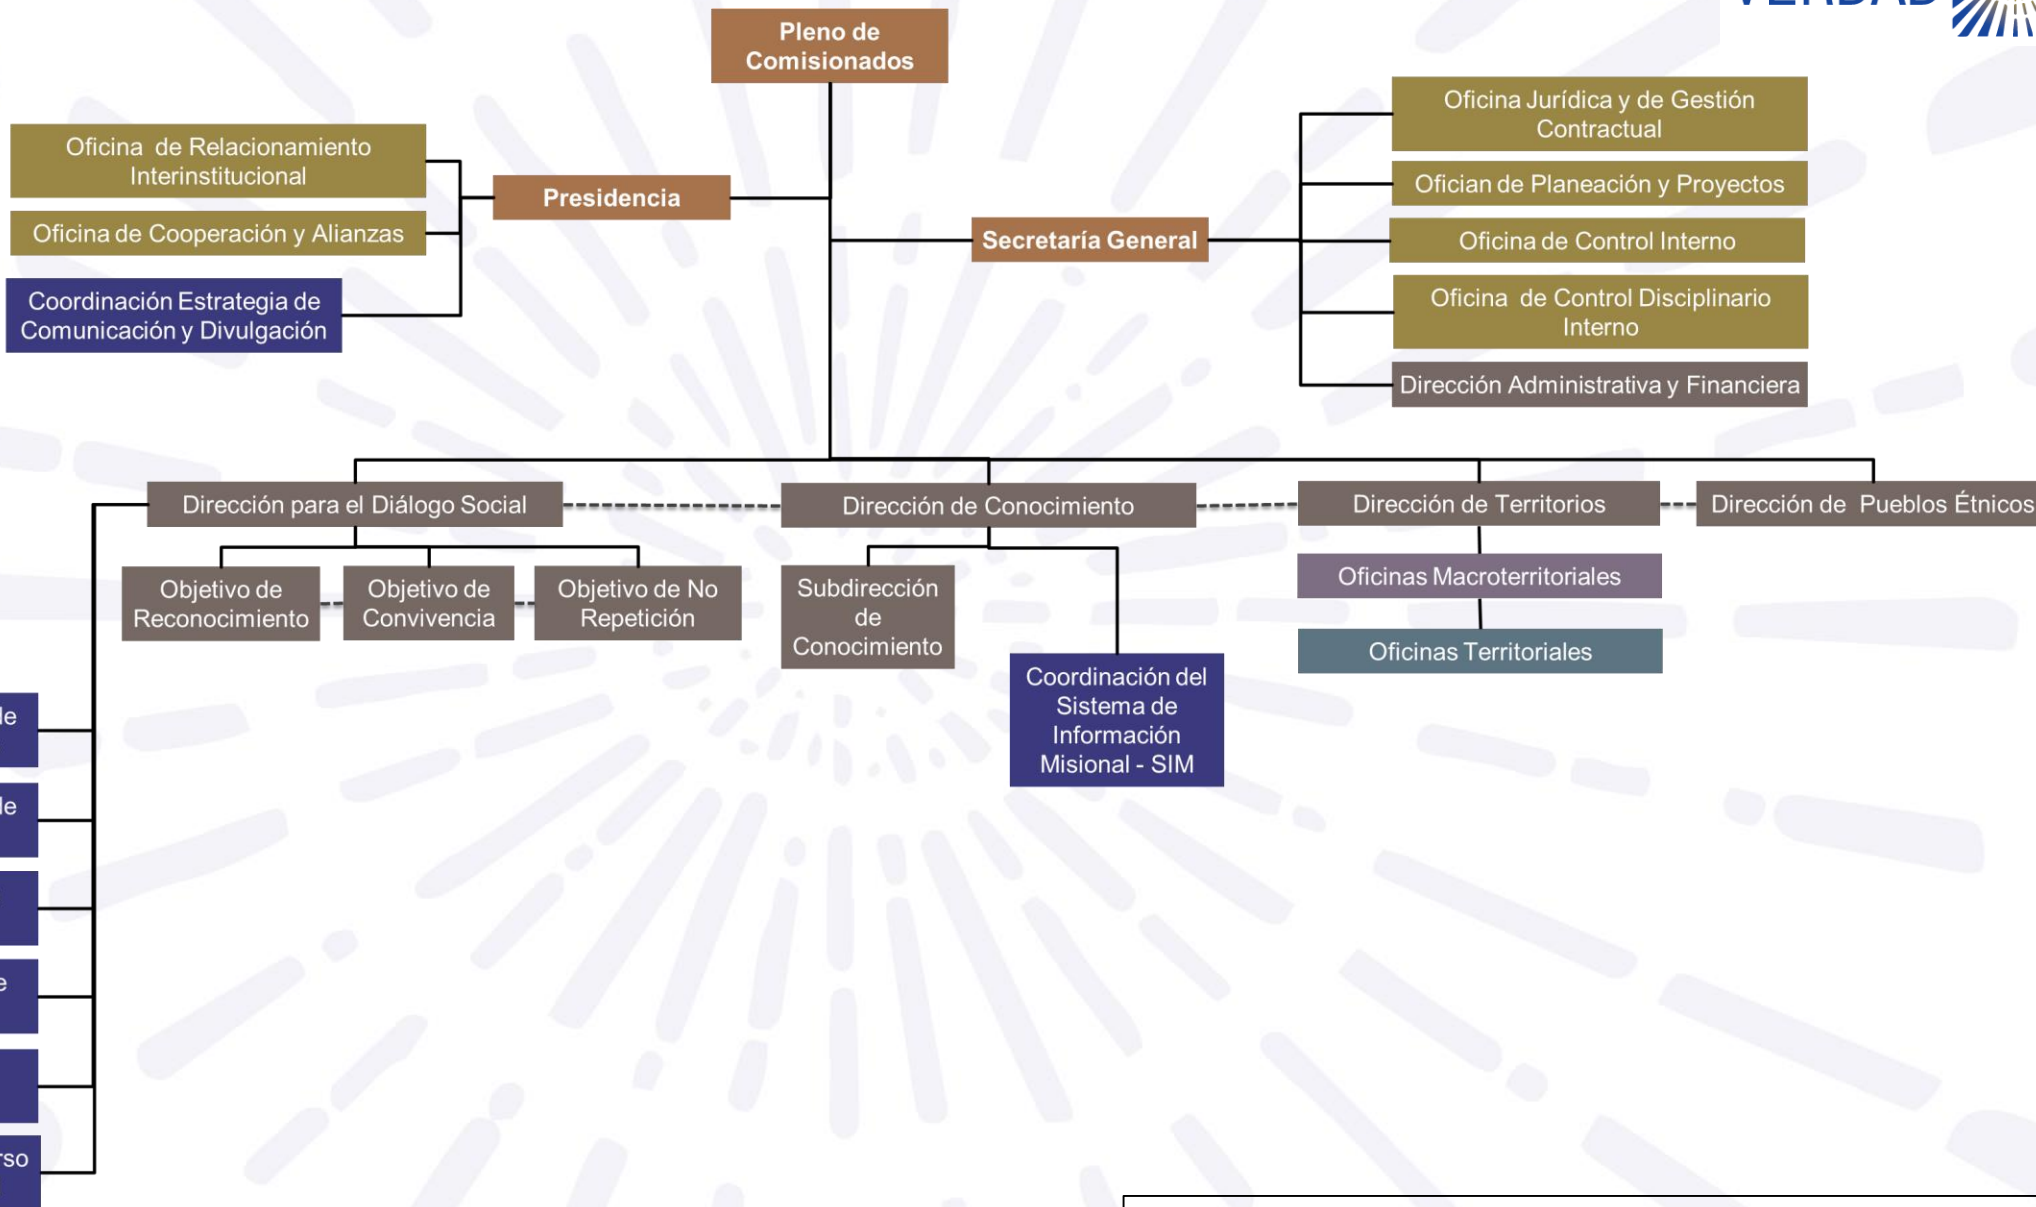 VERDAD
Pleno de
Comisionados
Oficina de Relacionamiento
Interinstitucional
Oficina de Cooperación y Alianzas
Coordinación Estrategia de
Comunicación y Divulgación
Presidencia
Secretaría General
Oficina Jurídica y de Gestión
Contractual
Ofician de Planeación y Proyectos
Oficina de Control Interno
Oficina de Control Disciplinario
Interno
Dirección Administrativa y Financiera
Dirección para el Diálogo Social
Dirección de Conocimiento
Dirección de Territorios
Dirección de Pueblos Étnicos
Objetivo de
Reconocimiento
Objetivo de
Convivencia
Objetivo de No
Repetición
Subdirección
de
Conocimiento
Coordinación del
Sistema de
Información
Misional - SIM
Oficinas Macroterritoriales
Oficinas Territoriales